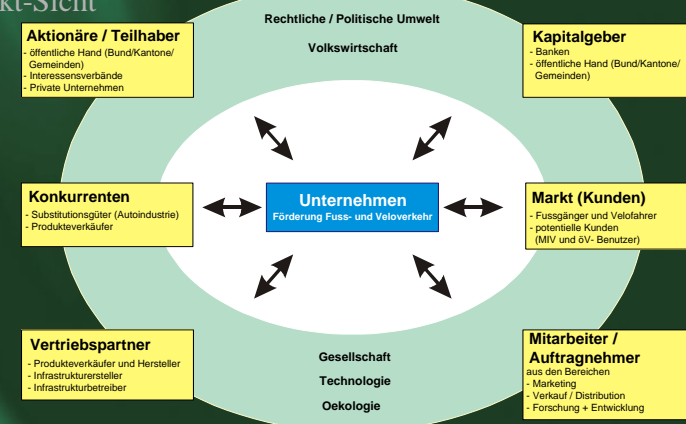 kt-Sicht
Rechtliche / Politische Umwelt
Volkswirtschaft
Aktionäre / Teilhaber
- öffentliche Hand (Bund/Kantone/
Gemeinden)
- Interessensverbände
- Private Unternehmen
Kapitalgeber
- Banken
- öffentliche Hand (Bund/Kantone/
Gemeinden)
Konkurrenten
- Substitutionsgüter (Autoindustrie)
- Produkteverkäufer
Unternehmen
Förderung Fuss- und Veloverkehr
Markt (Kunden)
- Fussgänger und Velofahrer
- potentielle Kunden
(MIV und öV- Benutzer)
Vertriebspartner
- Produkteverkäufer und Hersteller
- Infrastrukturersteller
- Infrastrukturbetreiber
Gesellschaft
Technologie
Oekologie
Mitarbeiter /
Auftragnehmer
aus den Bereichen
- Marketing
- Verkauf / Distribution
- Forschung + Entwicklung